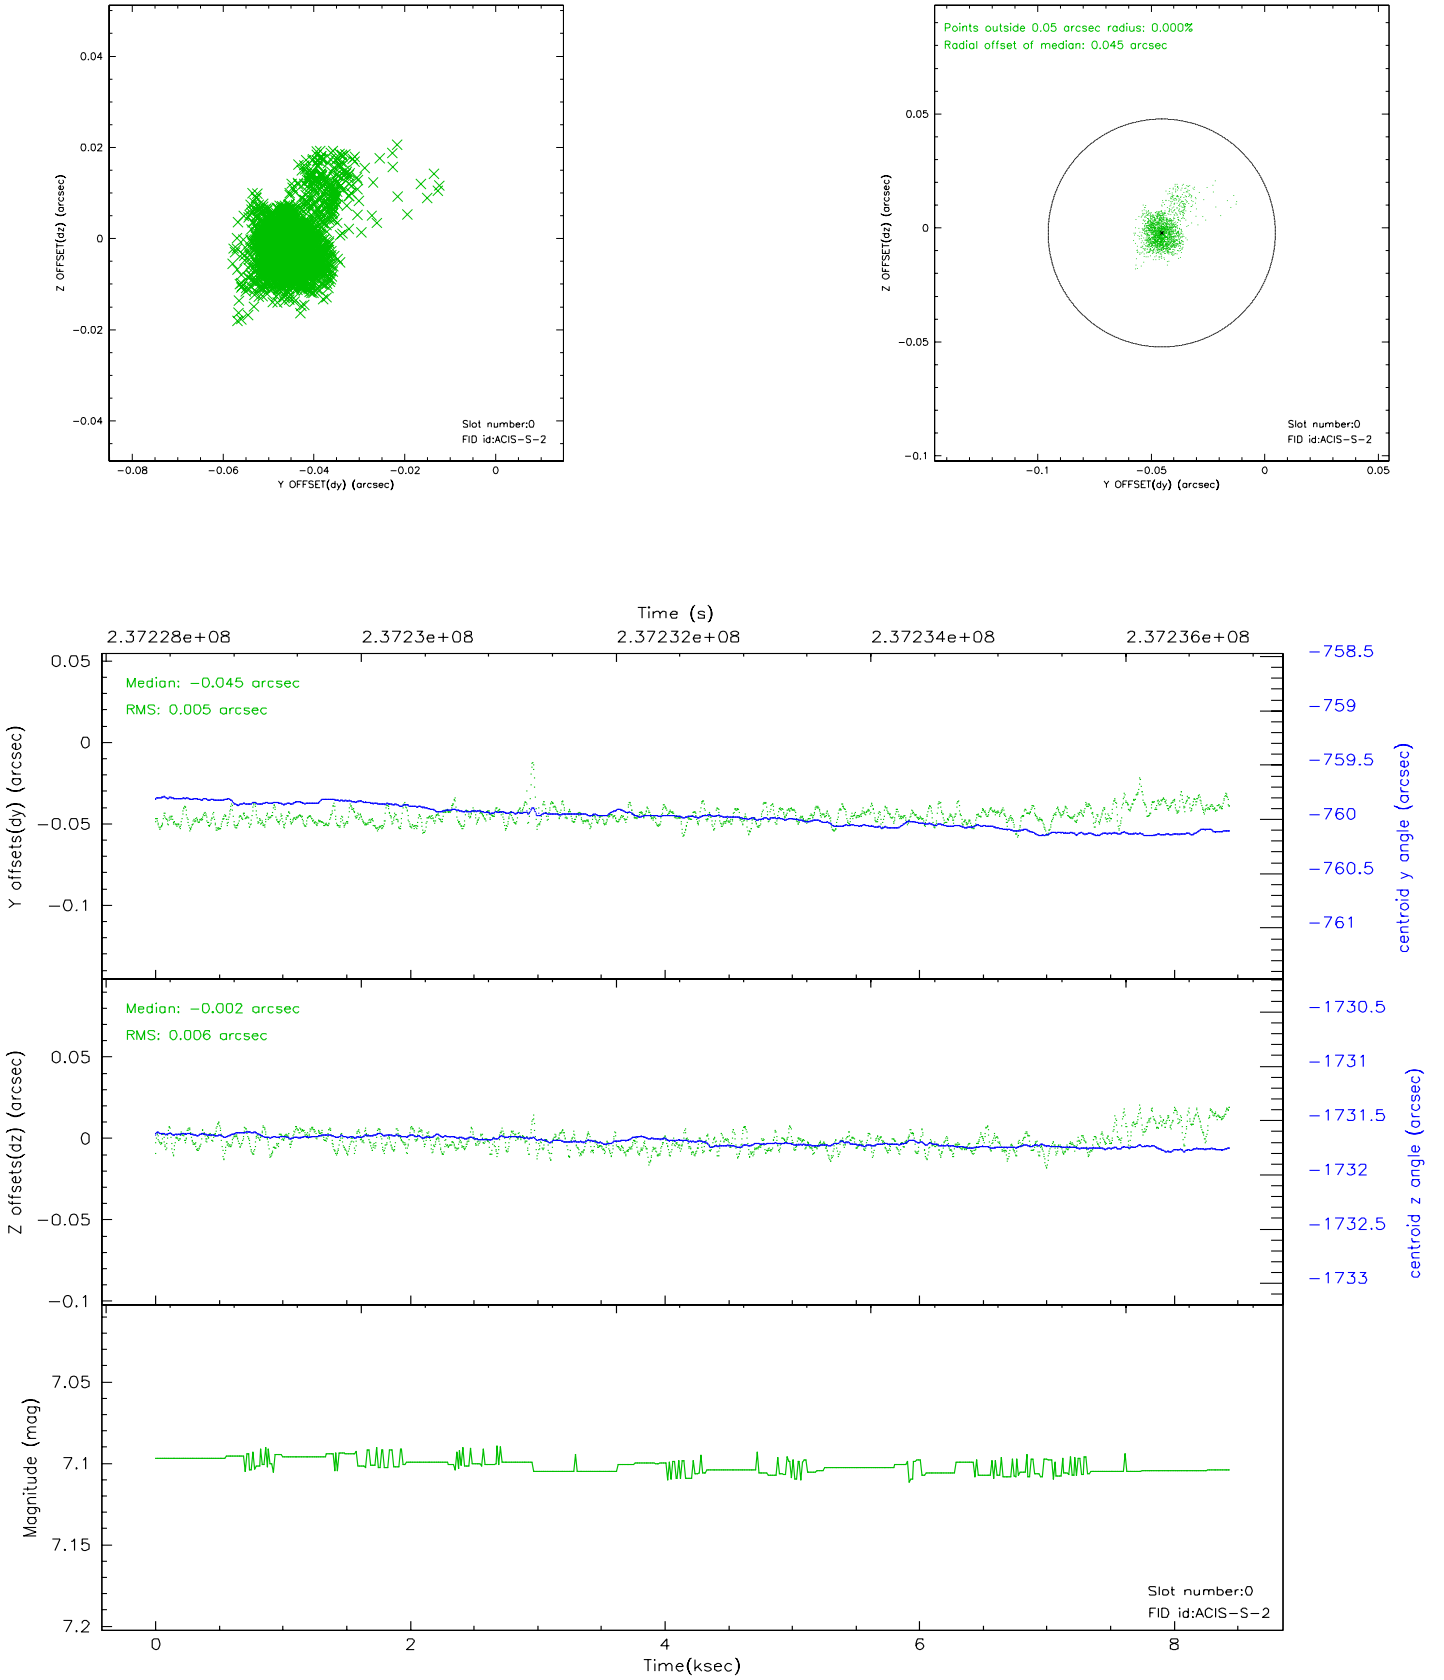 0.04
0.02
0
−0.02
−0.04
Z OFFSET(dz) (arcsec)
Slot number:0
FID id:ACIS−S−2
−0.08 −0.06 −0.04 −0.02 0
Y OFFSET(dy) (arcsec)
Points outside 0.05 arcsec radius: 0.000%
Radial offset of median: 0.045 arcsec
0.05
0
−0.05
−0.1
Z OFFSET(dz) (arcsec)
Slot number:0
FID id:ACIS−S−2
−0.1 −0.05 0 0.05
Y OFFSET(dy) (arcsec)
Time (s)
2.37228e+08 2.3723e+08 2.37232e+08 2.37234e+08 2.37236e+08
0.05
0
−0.05
−0.1
Y offsets(dy) (arcsec)
Median: −0.045 arcsec
RMS: 0.005 arcsec
−758.5
−759
−759.5
−760
−760.5
−761
centroid y angle (arcsec)
0.05
0
−0.05
−0.1
Z offsets(dz) (arcsec)
Median: −0.002 arcsec
RMS: 0.006 arcsec
−1730.5
−1731
−1731.5
−1732
−1732.5
−1733
centroid z angle (arcsec)
7.05
7.1
7.15
7.2
Magnitude (mag)
Slot number:0
FID id:ACIS−S−2
0 2 4 6 8
Time(ksec)